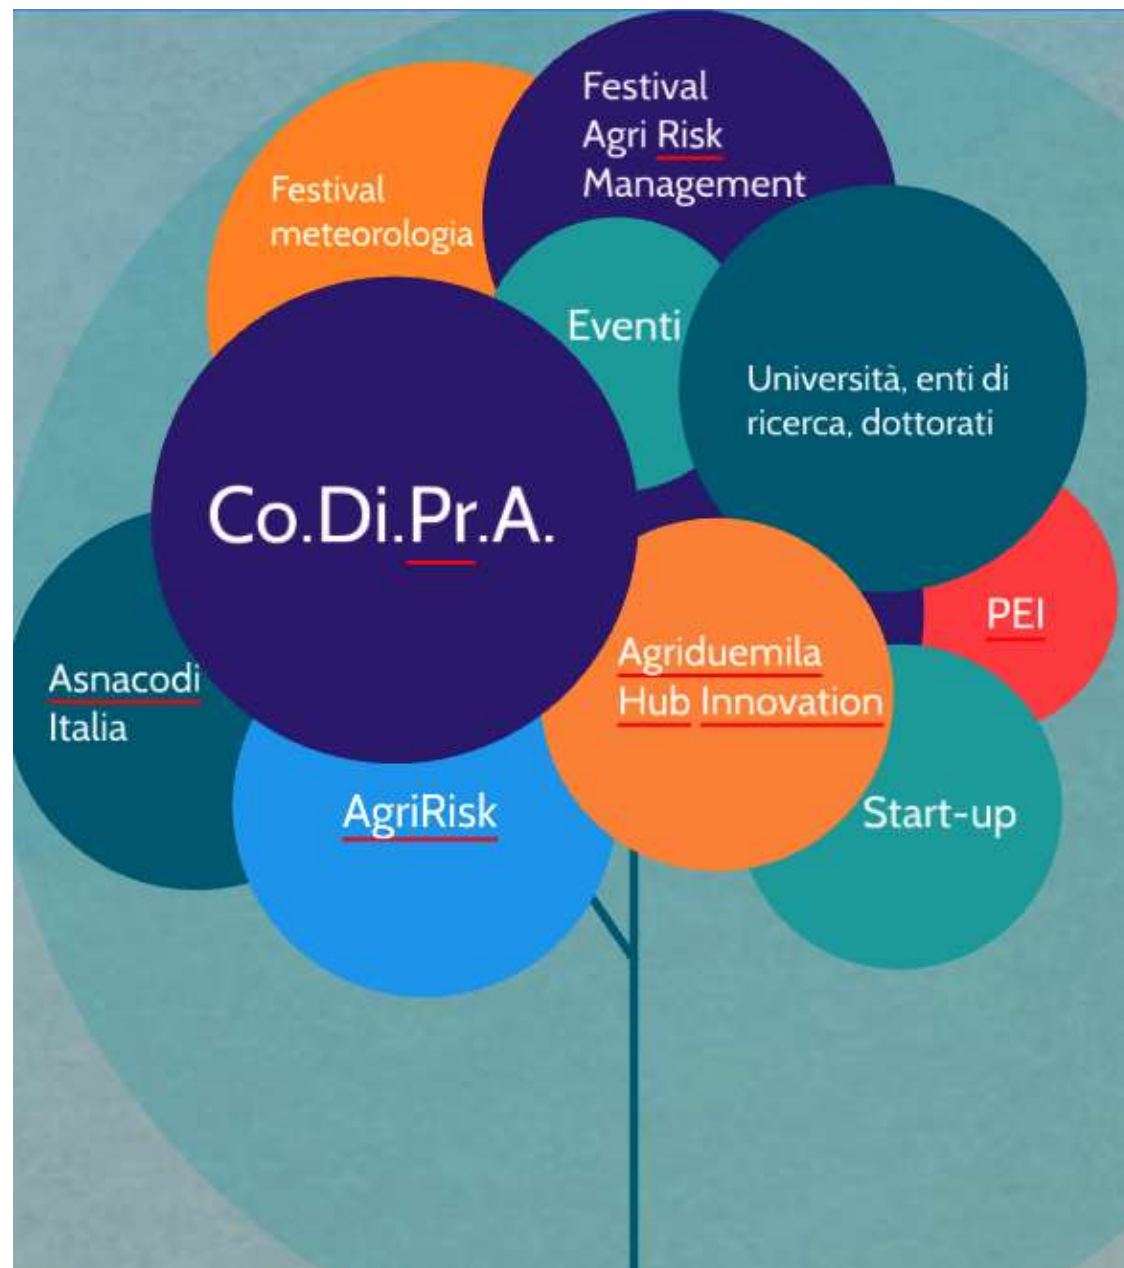 Festival
Agri Risk
Management
Festival
meteorologia
Eventi
Università, enti di
ricerca, dottorati
Co.Di.Pr.A.
PEI
Agriduemila
Hub Innovation
Asnacodi
Italia
AgriRisk
Start-up